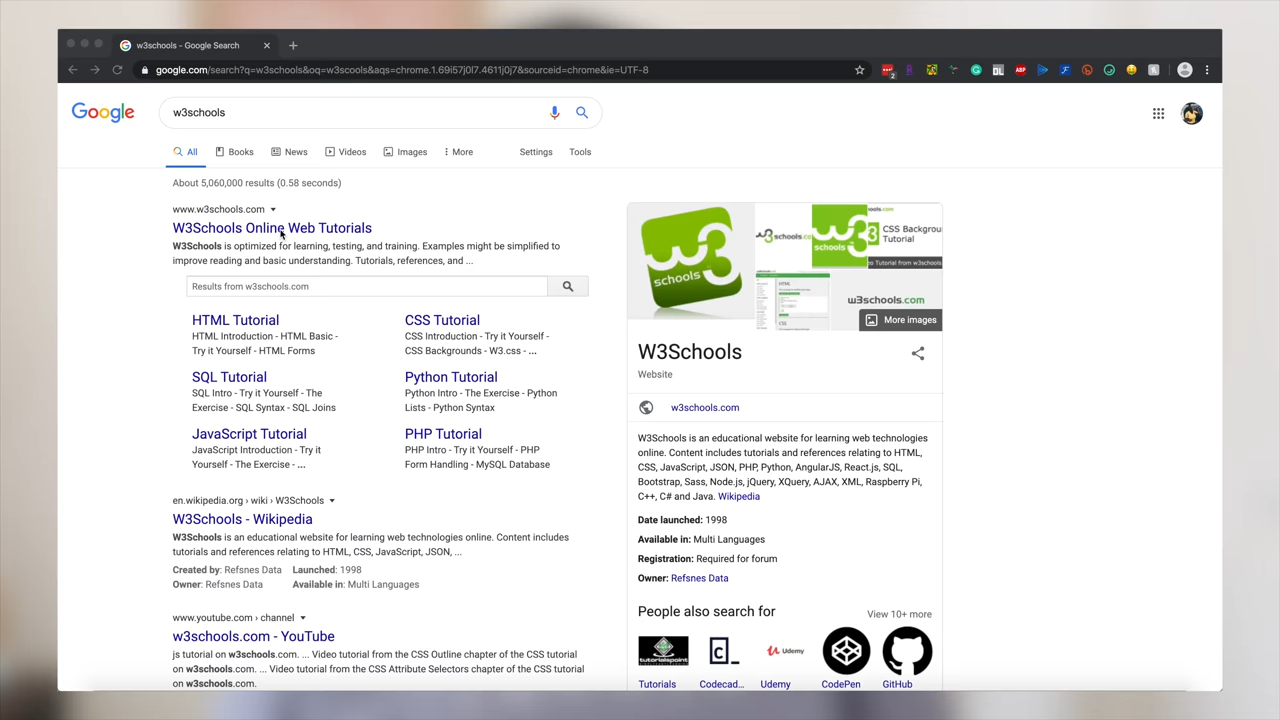 w3schools - Google Search
google.com/search?q=w3schools&oq=w3scools&aqs=chrome.1.69i57j0l7.4611j0j7&sourceid=chrome&ie=UTF-8
Google
w3schools
All Books News Videos Images More Settings Tools
About 5,060,000 results (0.58 seconds)
www.w3schools.com
W3Schools Online Web Tutorials
W3Schools is optimized for learning, testing, and training. Examples might be simplified to
improve reading and basic understanding. Tutorials, references, and ...
Results from w3schools.com
HTML Tutorial
HTML Introduction - HTML Basic -
Try it Yourself - HTML Forms
CSS Tutorial
CSS Introduction - Try it Yourself -
CSS Backgrounds - W3.css - ...
SQL Tutorial
SQL Intro - Try it Yourself - The
Exercise - SQL Syntax - SQL Joins
Python Tutorial
Python Intro - The Exercise - Python
Lists - Python Syntax
JavaScript Tutorial
JavaScript Introduction - Try it
Yourself - The Exercise - ...
PHP Tutorial
PHP Intro - Try it Yourself - PHP
Form Handling - MySQL Database
en.wikipedia.org › wiki › W3Schools
W3Schools - Wikipedia
W3Schools is an educational website for learning web technologies online. Content includes
tutorials and references relating to HTML, CSS, JavaScript, JSON, ...
Created by: Refsnes Data Launched: 1998
Owner: Refsnes Data Available in: Multi Languages
www.youtube.com › channel
w3schools.com - YouTube
js tutorial on w3schools.com. ... Video tutorial from the CSS Outline chapter of the CSS tutorial
on w3schools.com. ... Video tutorial from the CSS Attribute Selectors chapter of the CSS tutorial
on w3schools.com.
w3
schools
w3schools.co
w3
schools
ools.com
CSS Backgrou
Tutorial
o Tutorial from w3schools
HTML
CSS
w3schools.com
More images
W3Schools
Website
w3schools.com
W3Schools is an educational website for learning web technologies
online. Content includes tutorials and references relating to HTML,
CSS, JavaScript, JSON, PHP, Python, AngularJS, React.js, SQL,
Bootstrap, Sass, Node.js, jQuery, XQuery, AJAX, XML, Raspberry Pi,
C++, C# and Java. Wikipedia
Date launched: 1998
Available in: Multi Languages
Registration: Required for forum
Owner: Refsnes Data
People also search for
View 10+ more
tutorialspoint
Udemy
Tutorials Codecad... Udemy CodePen GitHub